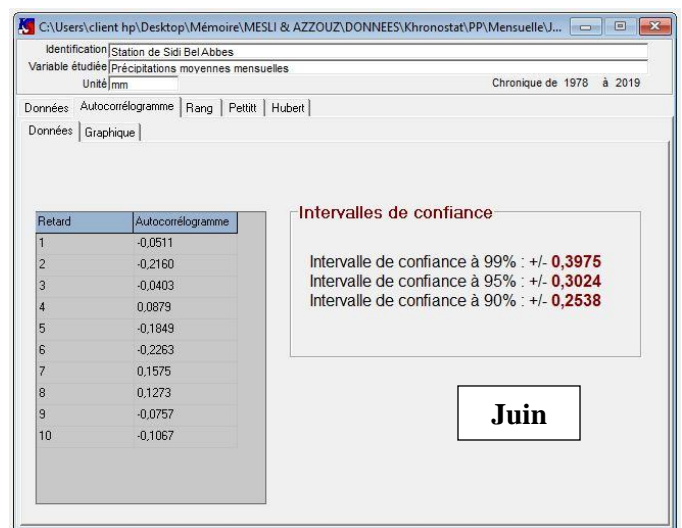 C:\Users\client hp\Desktop\Mémoire\MESLI & AZZOUZ\DONNEES\Khronostat\PP\Mensuelle\J...
Identification Station de Sidi Bel Abbes
Variable étudiée Précipitations moyennes mensuelles
Unité mm Chronique de 1978 à 2019
Données Autocorrélogramme Rang Pettitt Hubert
Données Graphique
Retard Autocorrélogramme
1 -0,0511
2 -0,2160
3 -0,0403
4 0,0879
5 -0,1849
6 -0,2263
7 0,1575
8 0,1273
9 -0,0757
10 -0,1067
Intervalles de confiance
Intervalle de confiance à 99% : +/- 0,3975
Intervalle de confiance à 95% : +/- 0,3024
Intervalle de confiance à 90% : +/- 0,2538
Juin